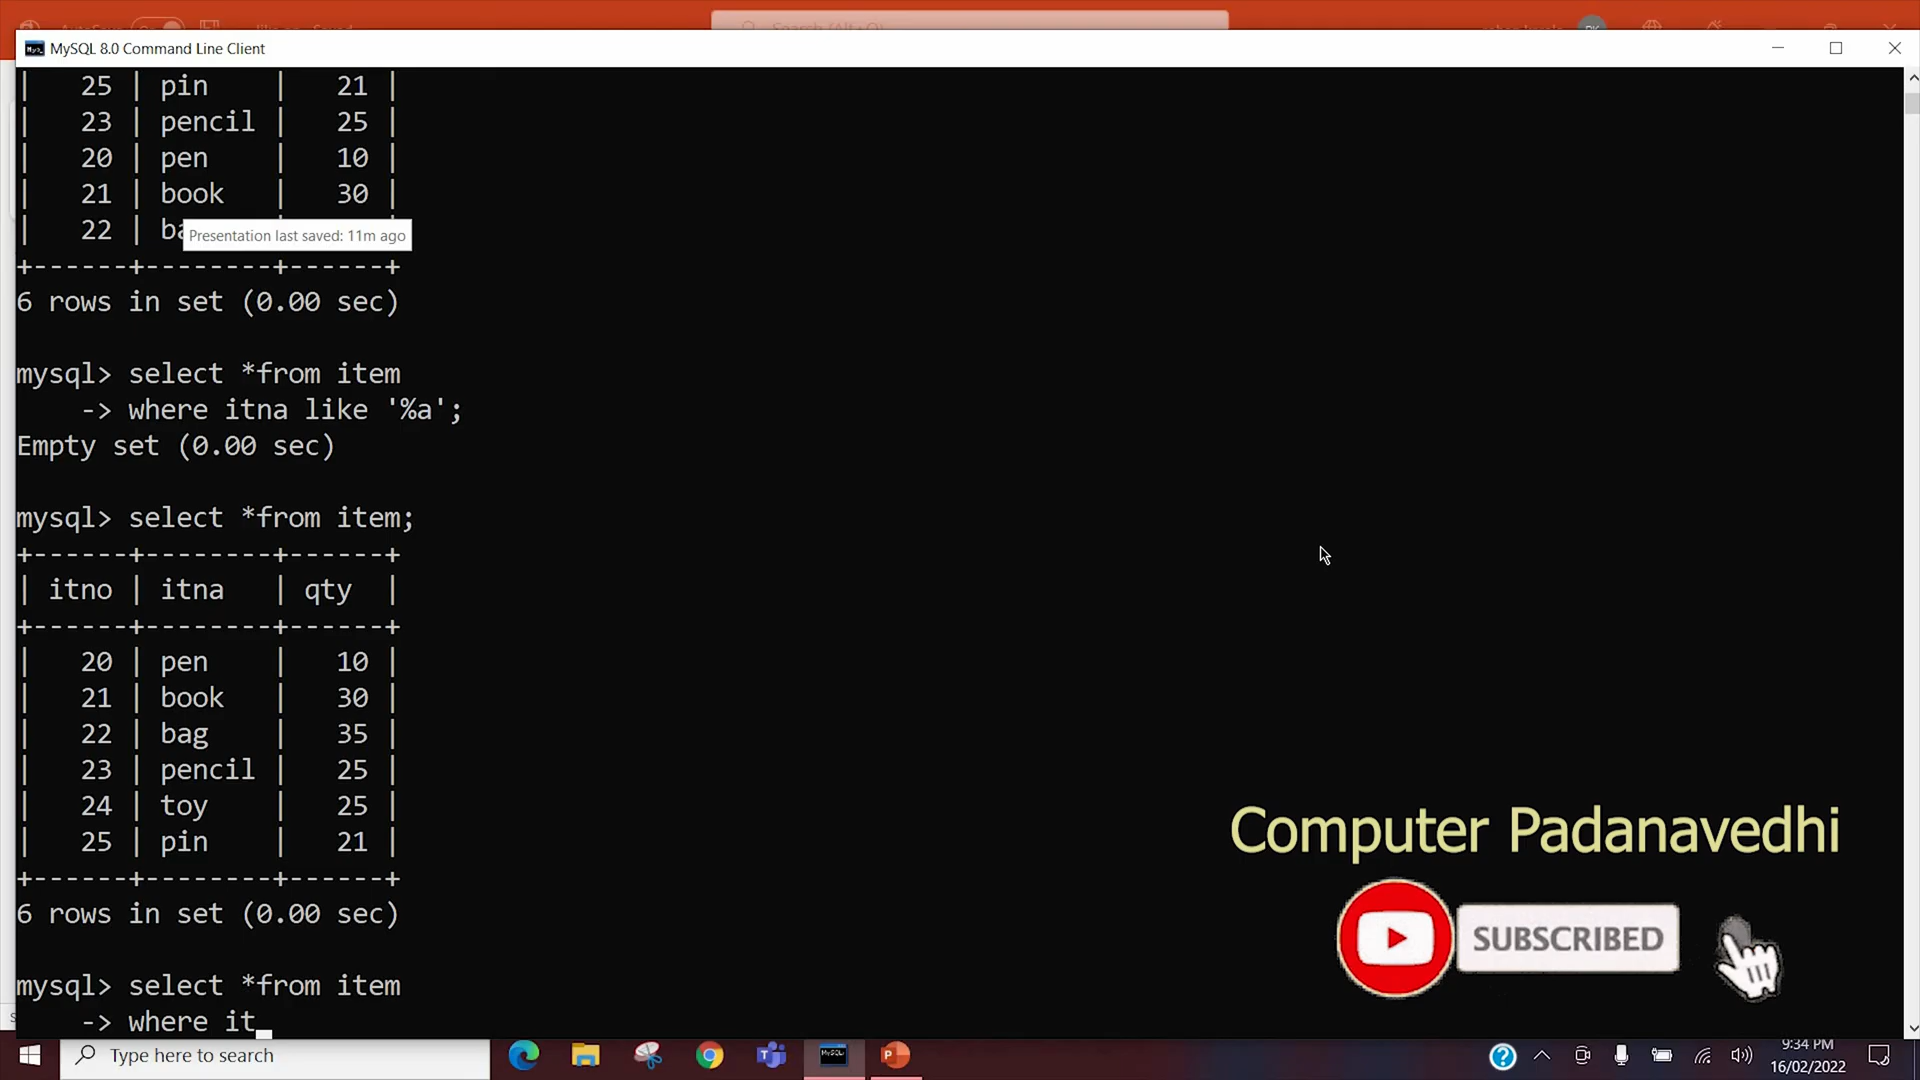 MySQL 8.0 Command Line Client
| 25 | pin | 21 |
| 23 | pencil | 25 |
| 20 | pen | 10 |
| 21 | book | 30 |
| 22 | ba
Presentation last saved: 11m ago
+------+--------+------+
6 rows in set (0.00 sec)
mysql> select *from item
-> where itna like '%a';
Empty set (0.00 sec)
mysql> select *from item;
+------+--------+------+
| itno | itna | qty |
+------+--------+------+
| 20 | pen | 10 |
| 21 | book | 30 |
| 22 | bag | 35 |
| 23 | pencil | 25 |
| 24 | toy | 25 |
| 25 | pin | 21 |
+------+--------+------+
6 rows in set (0.00 sec)
mysql> select *from item
-> where it
Computer Padanavedhi
SUBSCRIBED
Type here to search
9:34 PM
16/02/2022